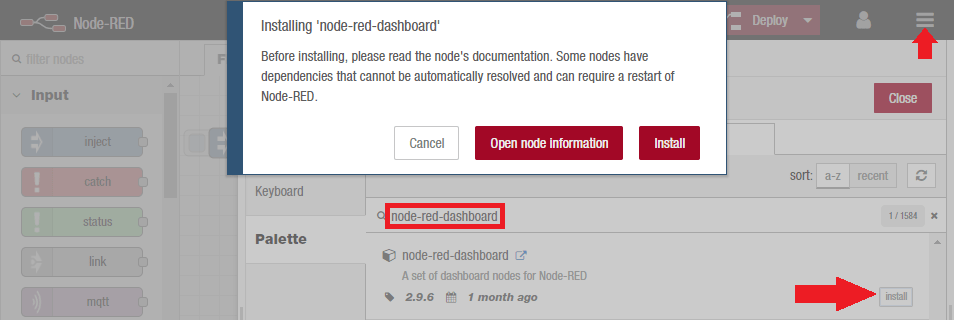 Node-RED
Deploy
Installing 'node-red-dashboard'
Before installing, please read the node's documentation. Some nodes have
dependencies that cannot be automatically resolved and can require a restart of
Node-RED.
Cancel
Open node information
Install
filter nodes
F
Input
inject
catch
status
link
mqtt
Close
Keyboard
Palette
sort:
a-z
recent
node-red-dashboard
1 / 1584
node-red-dashboard
A set of dashboard nodes for Node-RED
2.9.6
1 month ago
install